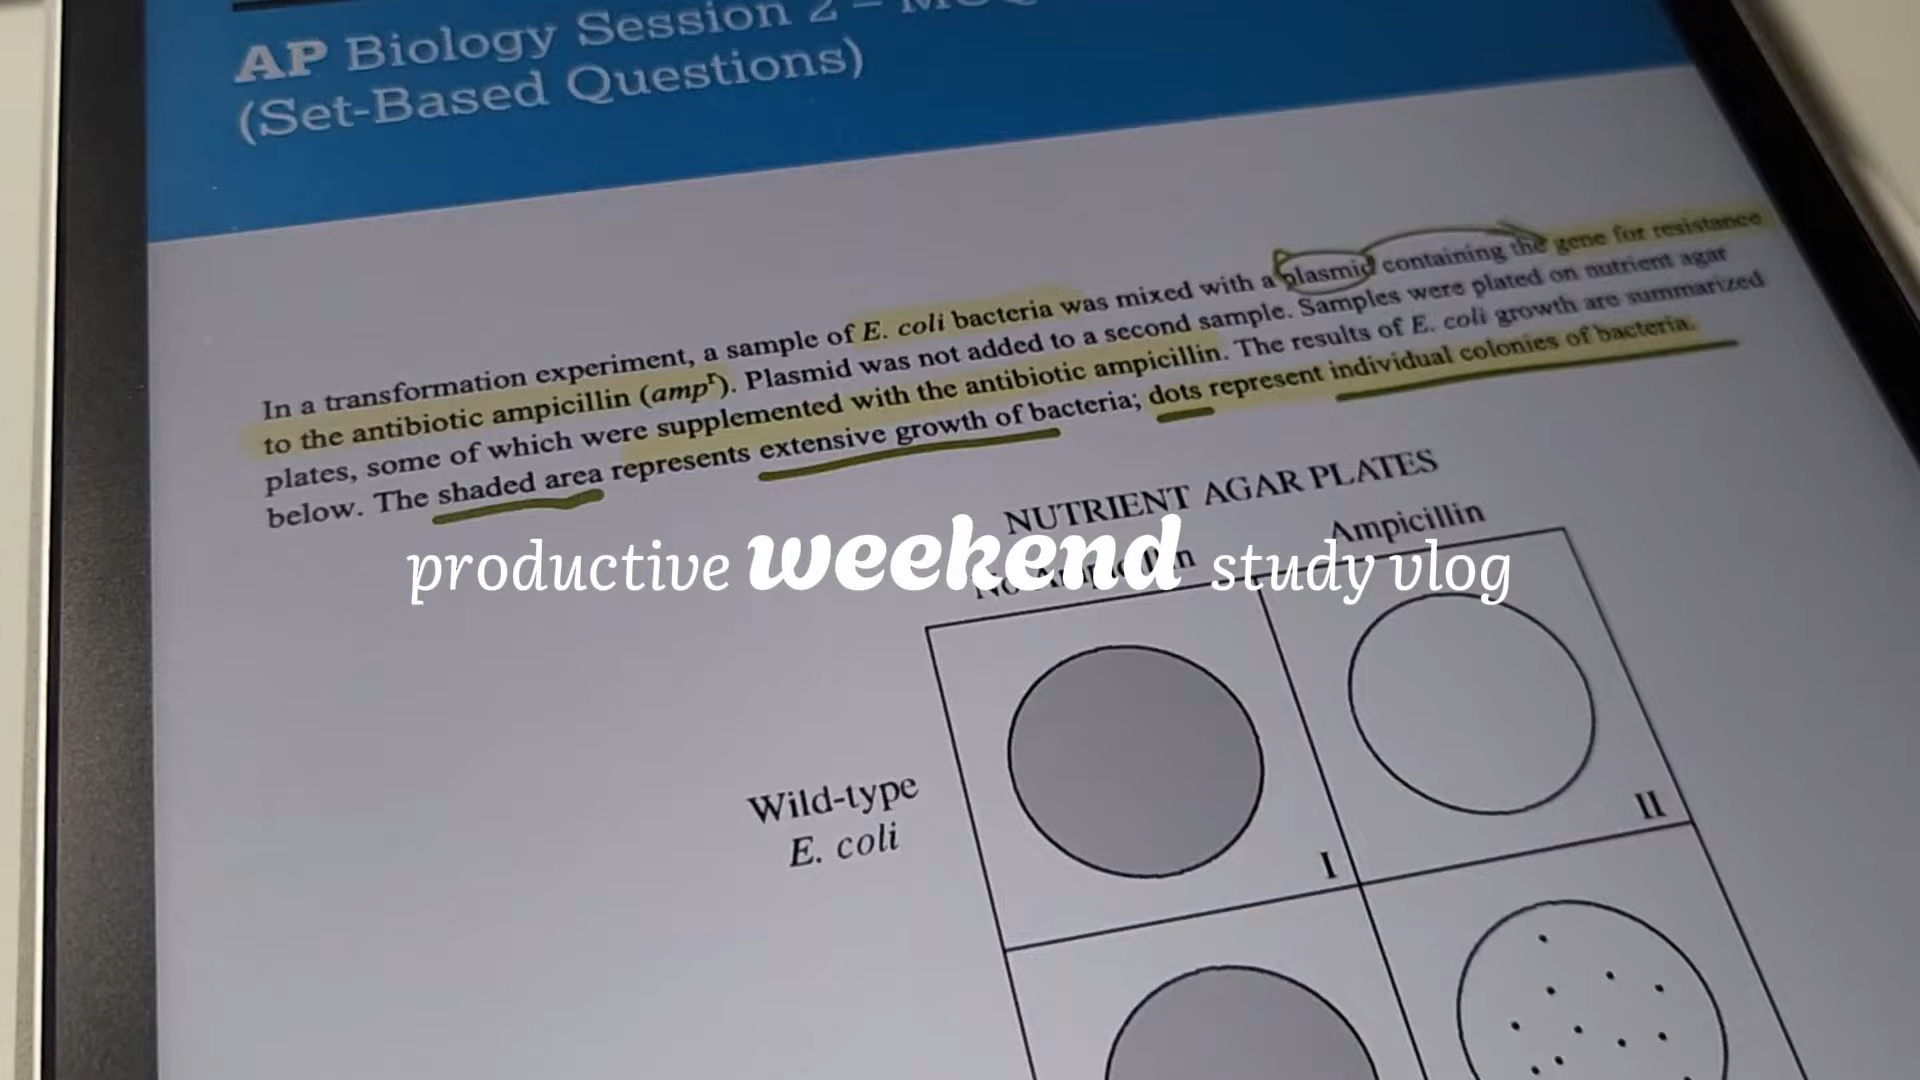 AP Biology Session 2 – MCQ
(Set-Based Questions)
In a transformation experiment, a sample of E. coli bacteria was mixed with a plasmid containing the gene for resistance
to the antibiotic ampicillin (ampʳ). Plasmid was not added to a second sample. Samples were plated on nutrient agar
plates, some of which were supplemented with the antibiotic ampicillin. The results of E. coli growth are summarized
below. The shaded area represents extensive growth of bacteria; dots represent individual colonies of bacteria.
NUTRIENT AGAR PLATES
No Ampicillin
Ampicillin
productive weekend study vlog
Wild-type
E. coli
I
II